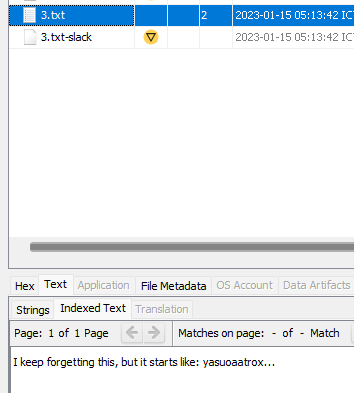 3.txt 2 2023-01-15 05:13:42 IC
3.txt-slack 2023-01-15 05:13:42 IC
Hex Text Application File Metadata OS Account Data Artifacts
Strings Indexed Text Translation
Page: 1 of 1 Page Matches on page: - of - Match
I keep forgetting this, but it starts like: yasuoaatrox...